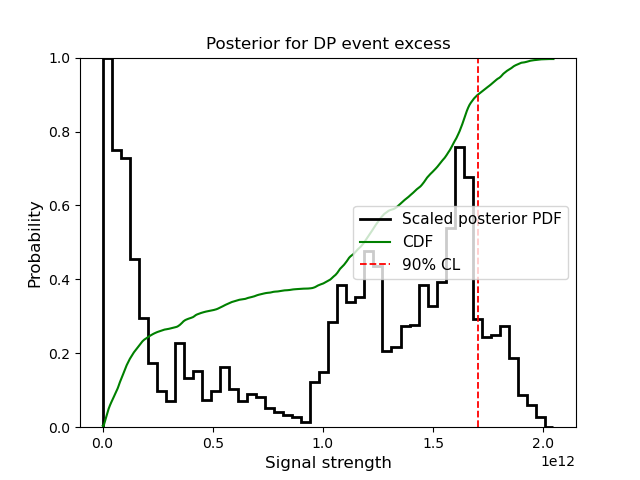 Posterior for DP event excess
Probability
1.0
0.8
0.6
0.4
0.2
0.0
Scaled posterior PDF
CDF
90% CL
0.0 0.5 1.0 1.5 2.0
1e12
Signal strength